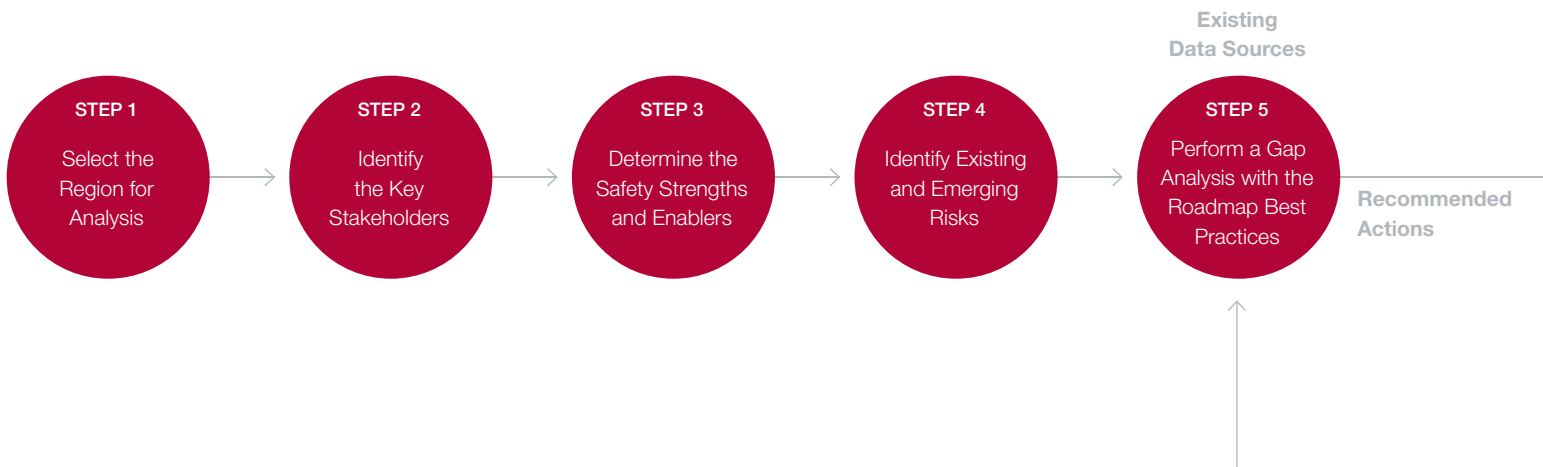 STEP 1
Select the
Region for
Analysis
STEP 2
Identify
the Key
Stakeholders
STEP 3
Determine the
Safety Strengths
and Enablers
STEP 4
Identify Existing
and Emerging
Risks
Existing
Data Sources
STEP 5
Perform a Gap
Analysis with the
Roadmap Best
Practices
Recommended
Actions